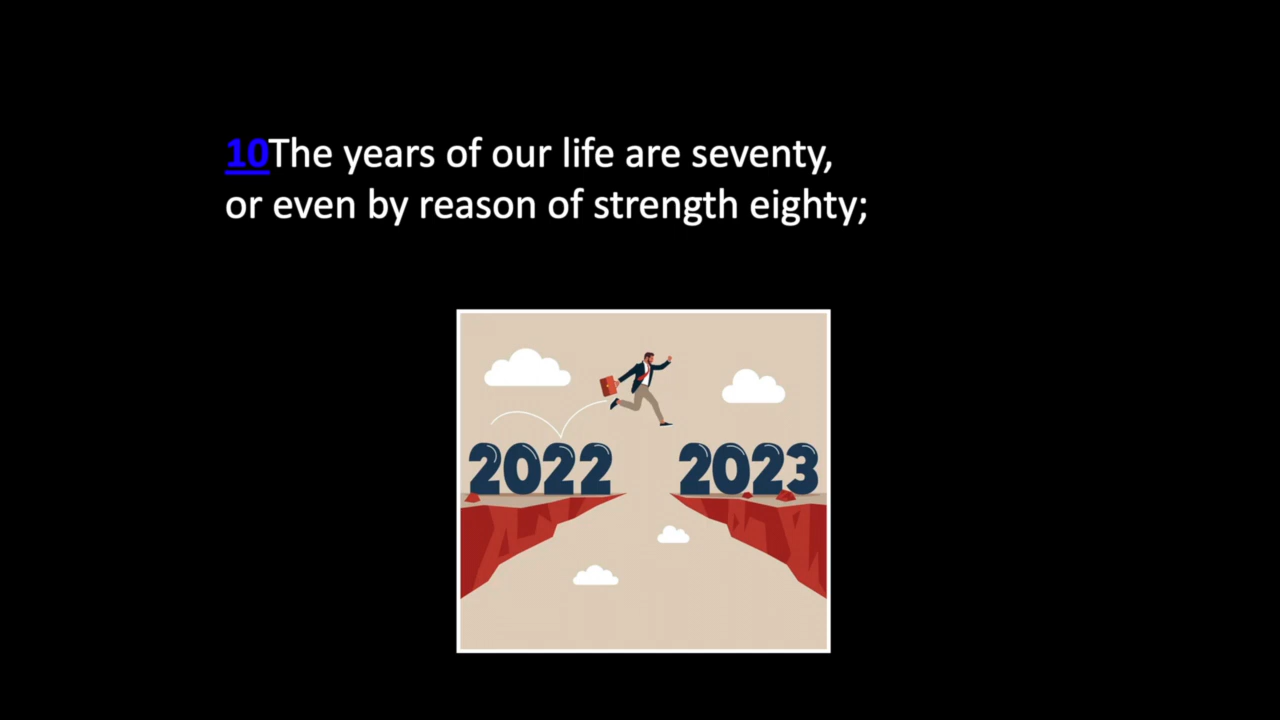 10The years of our life are seventy,
or even by reason of strength eighty;
2022 2023